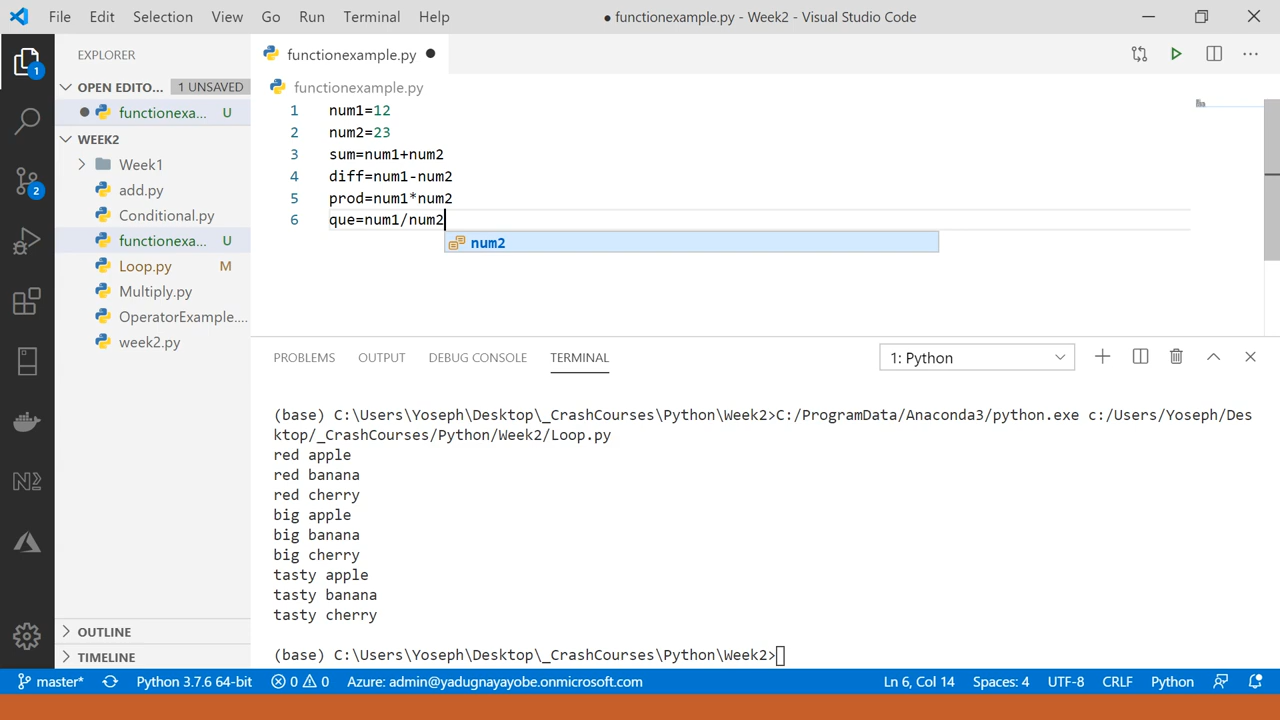 File Edit Selection View Go Run Terminal Help ● functionexample.py - Week2 - Visual Studio Code
EXPLORER
OPEN EDITO... 1 UNSAVED
functionexa... U
WEEK2
Week1
add.py
Conditional.py
functionexa... U
Loop.py M
Multiply.py
OperatorExample....
week2.py
OUTLINE
TIMELINE
1
2
functionexample.py ●
functionexample.py
1 num1=12
2 num2=23
3 sum=num1+num2
4 diff=num1-num2
5 prod=num1*num2
6 que=num1/num2
num2
PROBLEMS OUTPUT DEBUG CONSOLE TERMINAL 1: Python
(base) C:\Users\Yoseph\Desktop\_CrashCourses\Python\Week2>C:/ProgramData/Anaconda3/python.exe c:/Users/Yoseph/Des
ktop/_CrashCourses/Python/Week2/Loop.py
red apple
red banana
red cherry
big apple
big banana
big cherry
tasty apple
tasty banana
tasty cherry
(base) C:\Users\Yoseph\Desktop\_CrashCourses\Python\Week2>
master* Python 3.7.6 64-bit 0 0 Azure: admin@yadugnayayobe.onmicrosoft.com Ln 6, Col 14 Spaces: 4 UTF-8 CRLF Python